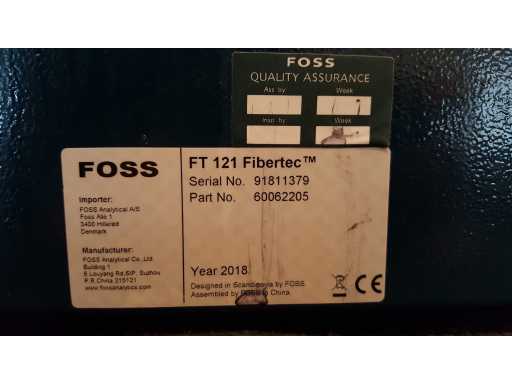 FOSS
QUALITY ASSURANCE
Ass by Week
Insp. by Week
FOSS
FT 121 Fibertec™
Serial No. 91811379
Part No. 60062205
Importer:
FOSS Analytical A/S
Foss Allé 1
3400 Hilleröd
Denmark
Manufacturer:
FOSS Analytical Co.,Ltd.
Building 1
5 Louyang Rd,SIP, Suzhou
P.R.China 215121
www.fossanalytics.com
Year 2018
Designed in Scandinavia by FOSS
Assembled by FOSS in China
CE